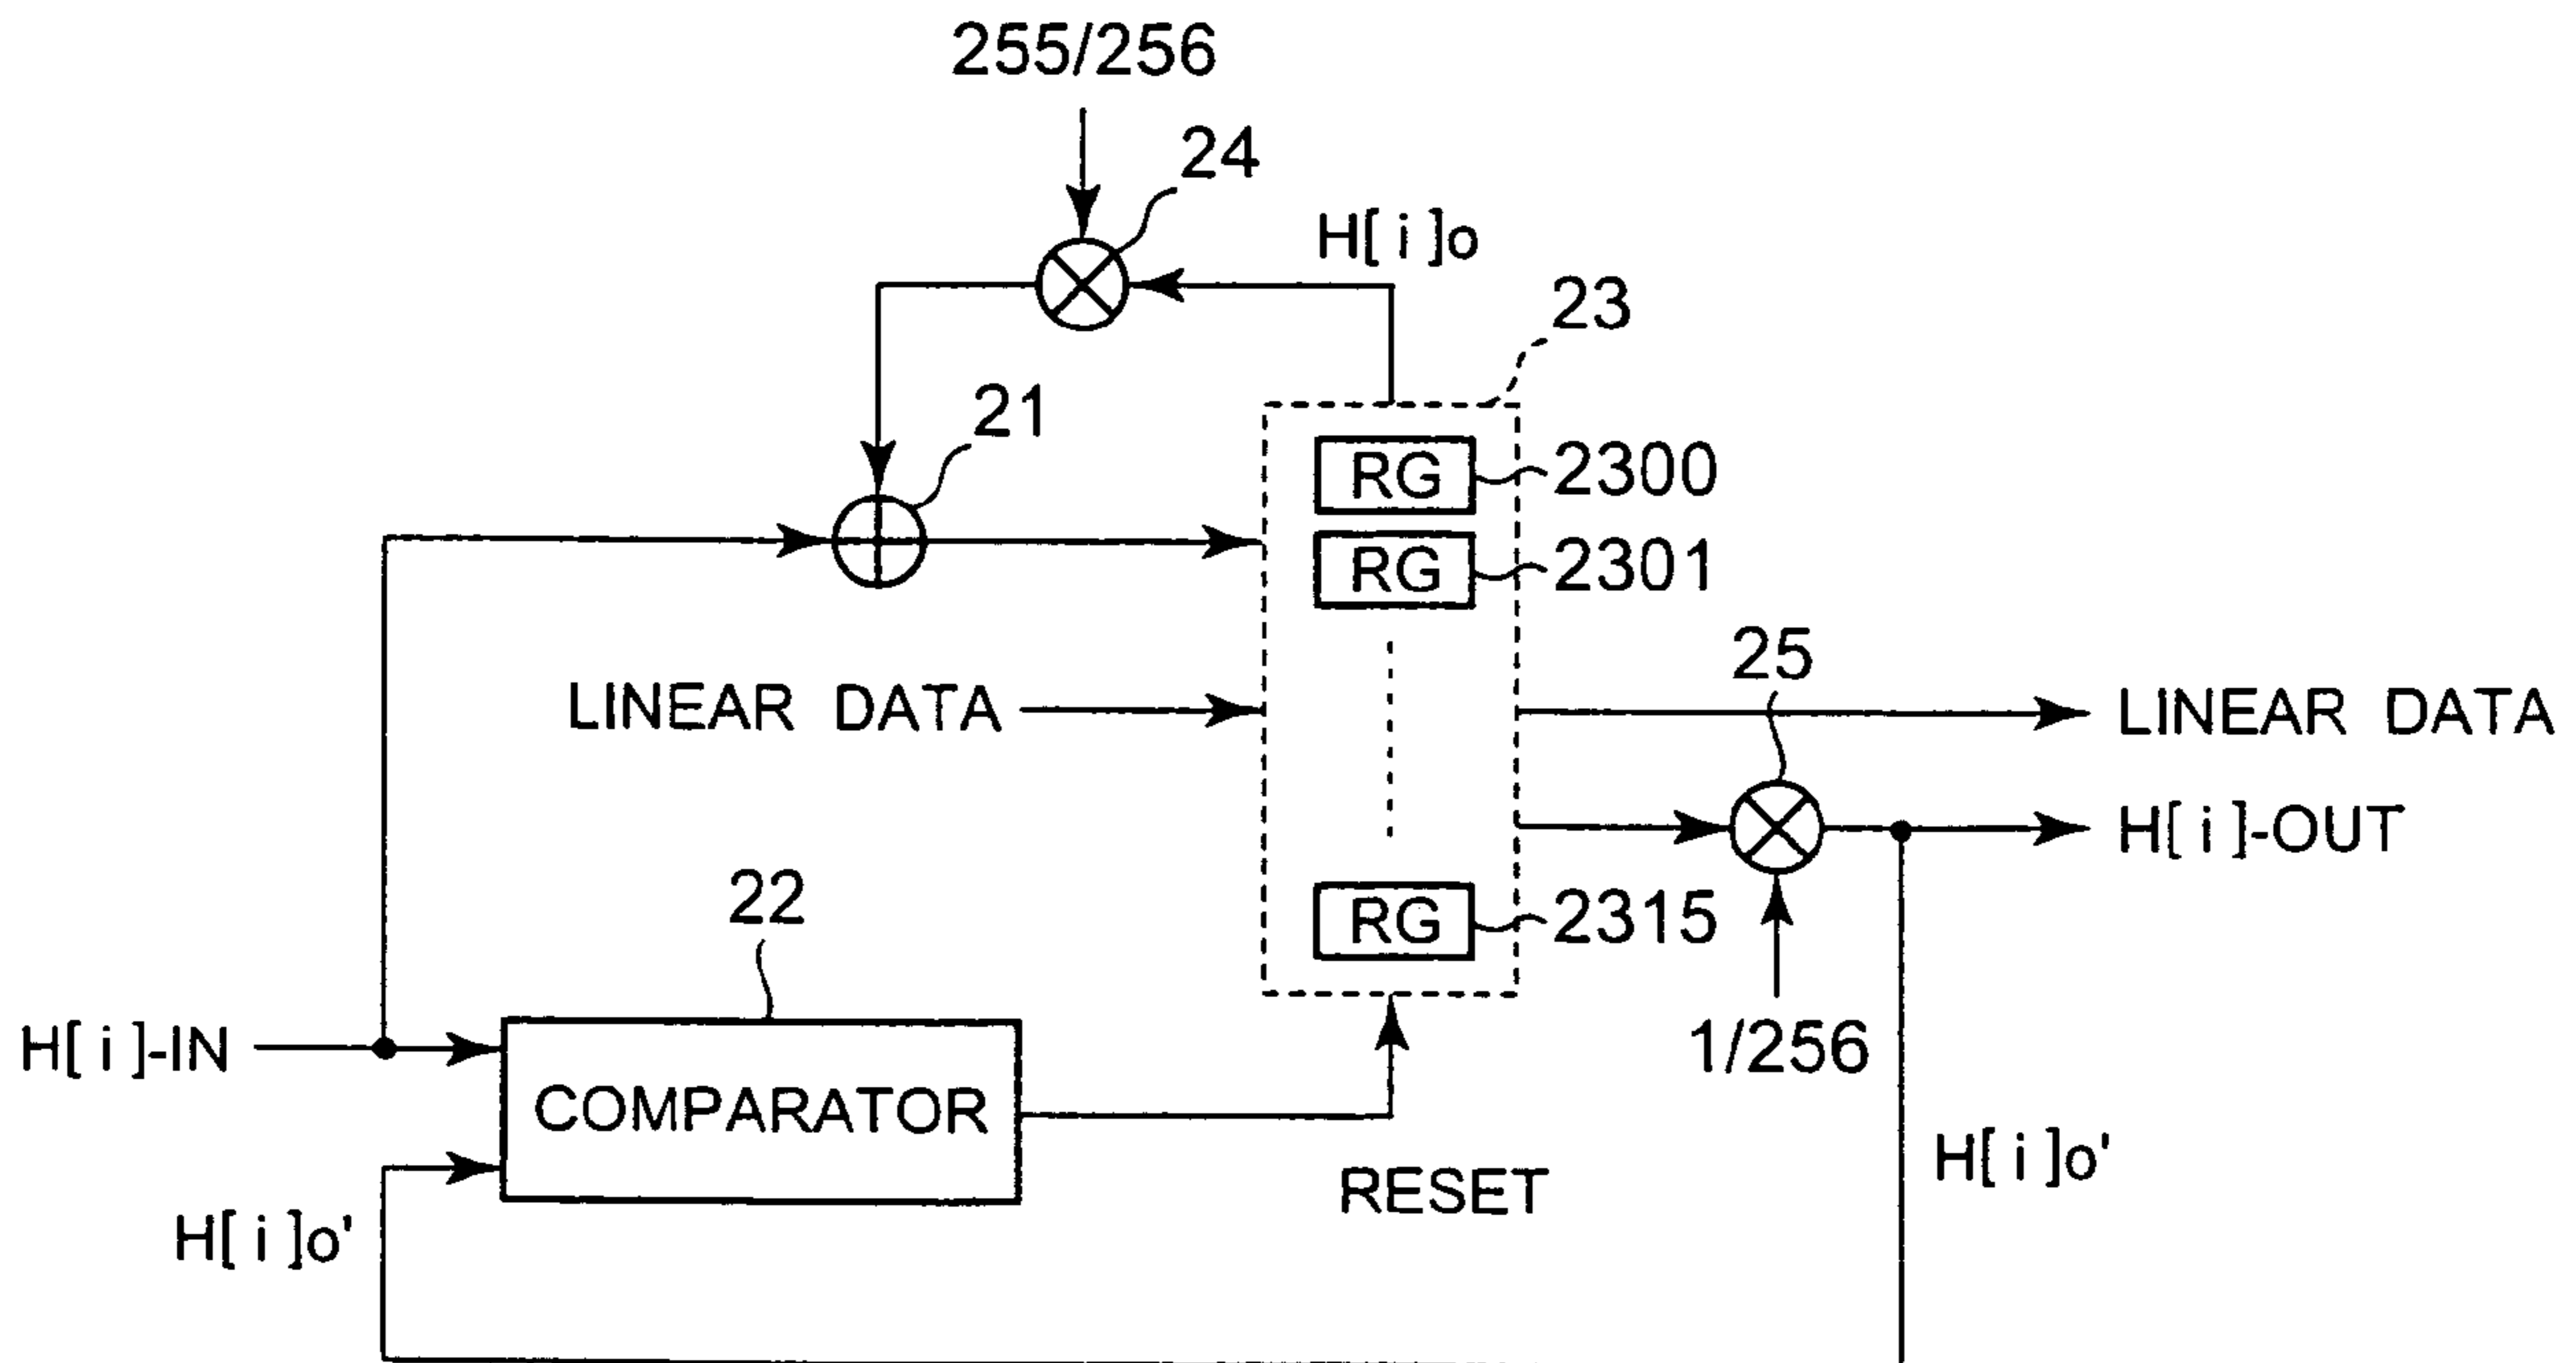 255/256
24
H[ i ]o
23
21
RG
2300
RG
2301
25
LINEAR DATA
LINEAR DATA
H[ i ]-OUT
22
RG
2315
H[ i ]-IN
1/256
COMPARATOR
H[ i ]o'
RESET
H[ i ]o'